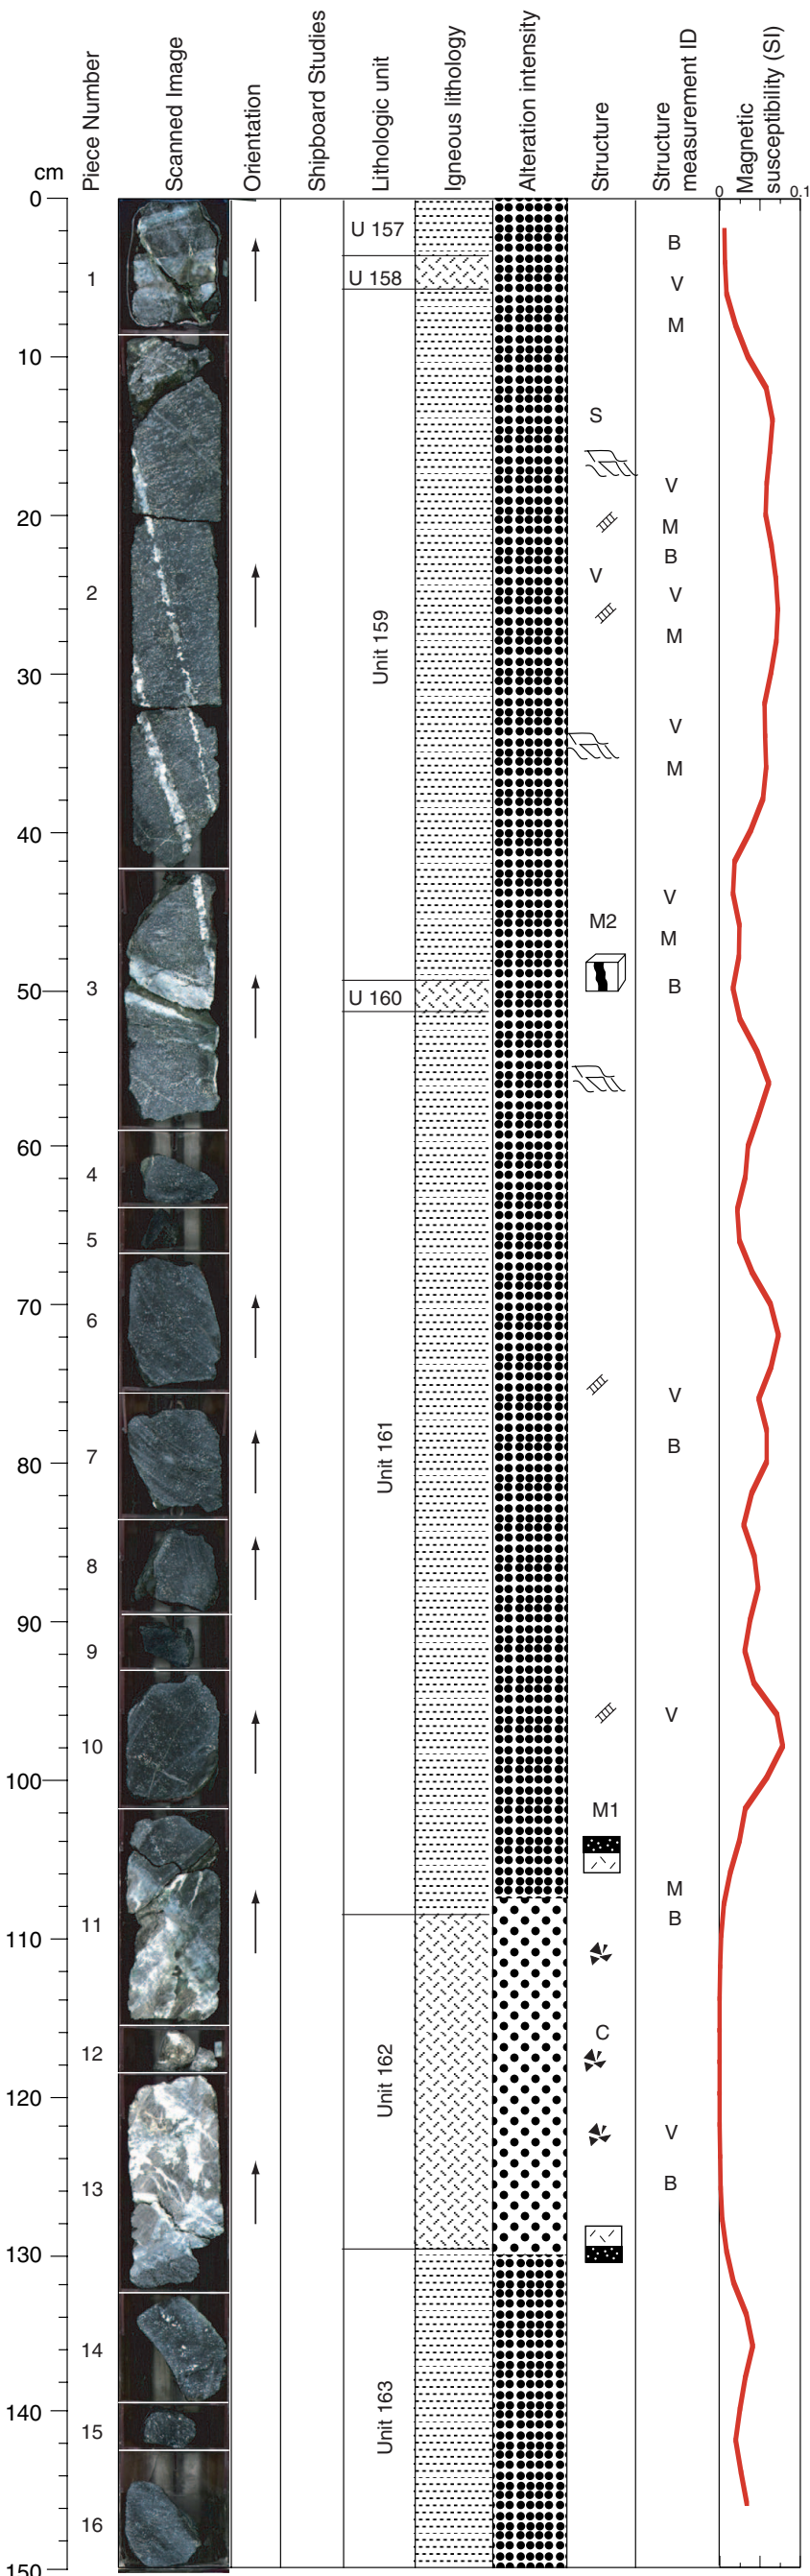 cm
Piece Number
Scanned Image
Orientation
Shipboard Studies
Lithologic unit
Igneous lithology
Alteration intensity
Structure
Structure
measurement ID
Magnetic
susceptibility (SI)
0 0.1
0
10
20
30
40
50
60
70
80
90
100
110
120
130
140
150
1
2
3
4
5
6
7
8
9
10
11
12
13
14
15
16
U 157
U 158
Unit 159
U 160
Unit 161
Unit 162
Unit 163
S
V
M2
M1
C
B
V
M
V
M
B
V
M
V
M
V
M
B
V
B
V
M
B
V
B